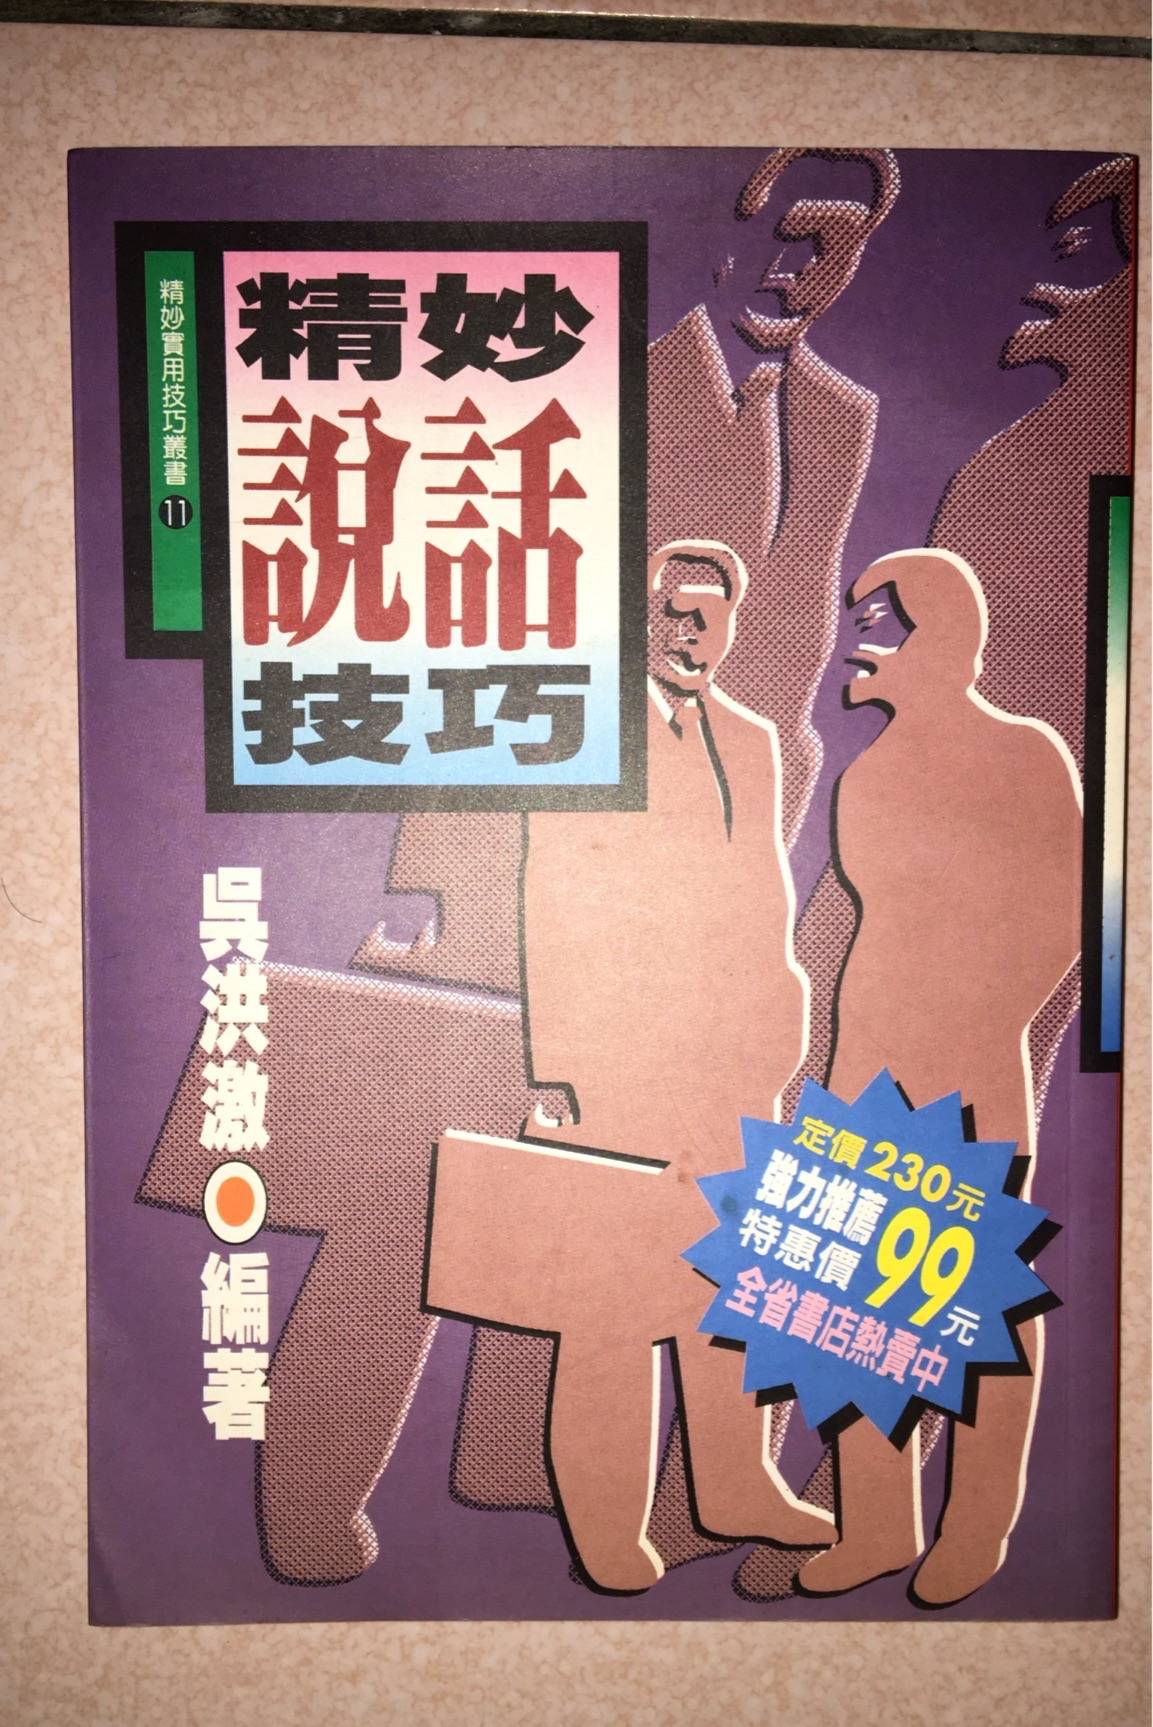 精妙實用技巧叢書11
精妙
說話
技巧
吳洪激 編著
定價230元
強力推薦
特惠價99元
全省書店熱賣中